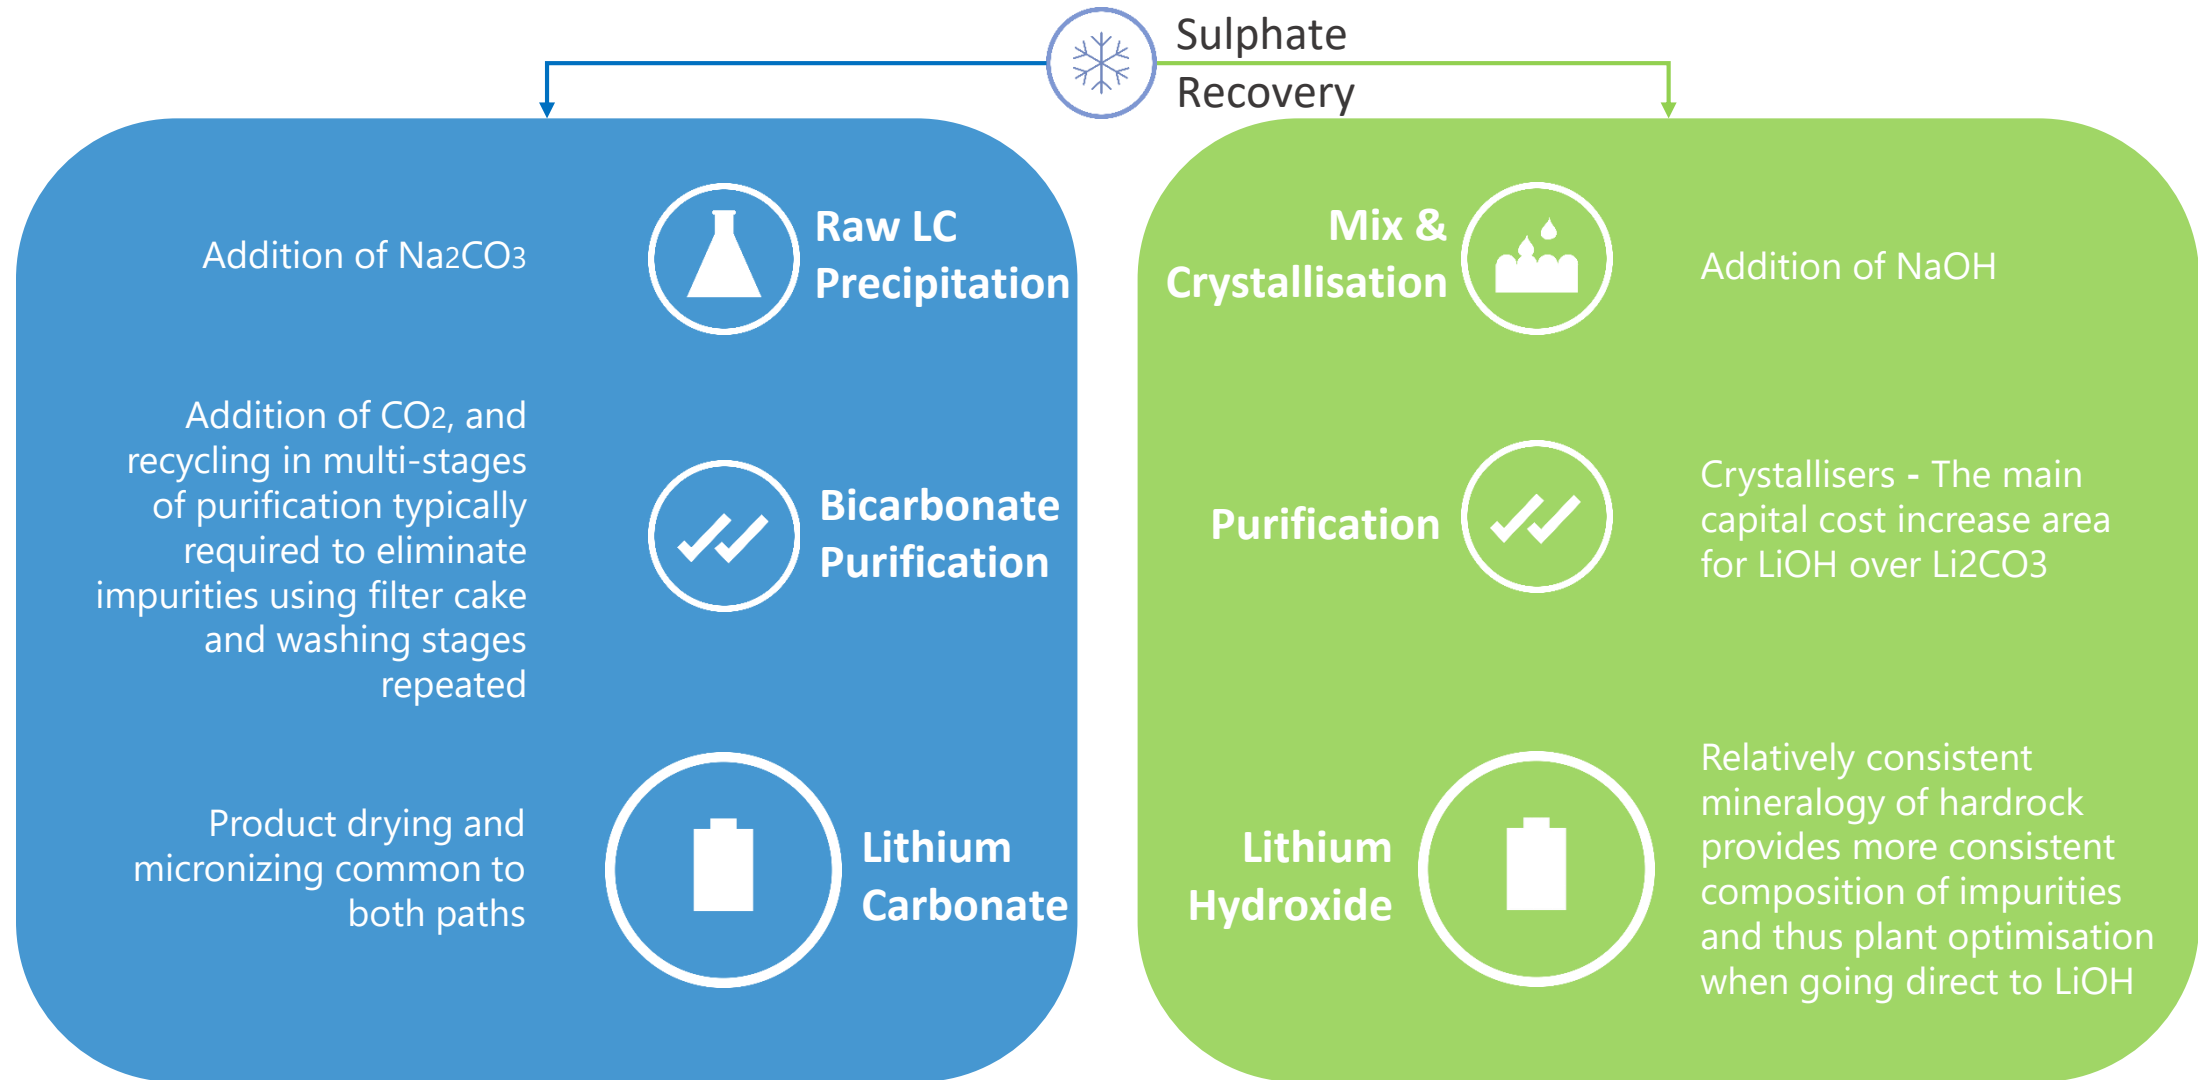 Sulphate
Recovery
Addition of Na2CO3
Raw LC
Precipitation
Addition of CO2, and
recycling in multi-stages
of purification typically
required to eliminate
impurities using filter cake
and washing stages
repeated
Bicarbonate
Purification
Product drying and
micronizing common to
both paths
Lithium
Carbonate
Mix &
Crystallisation
Addition of NaOH
Purification
Crystallisers - The main
capital cost increase area
for LiOH over Li2CO3
Lithium
Hydroxide
Relatively consistent
mineralogy of hardrock
provides more consistent
composition of impurities
and thus plant optimisation
when going direct to LiOH